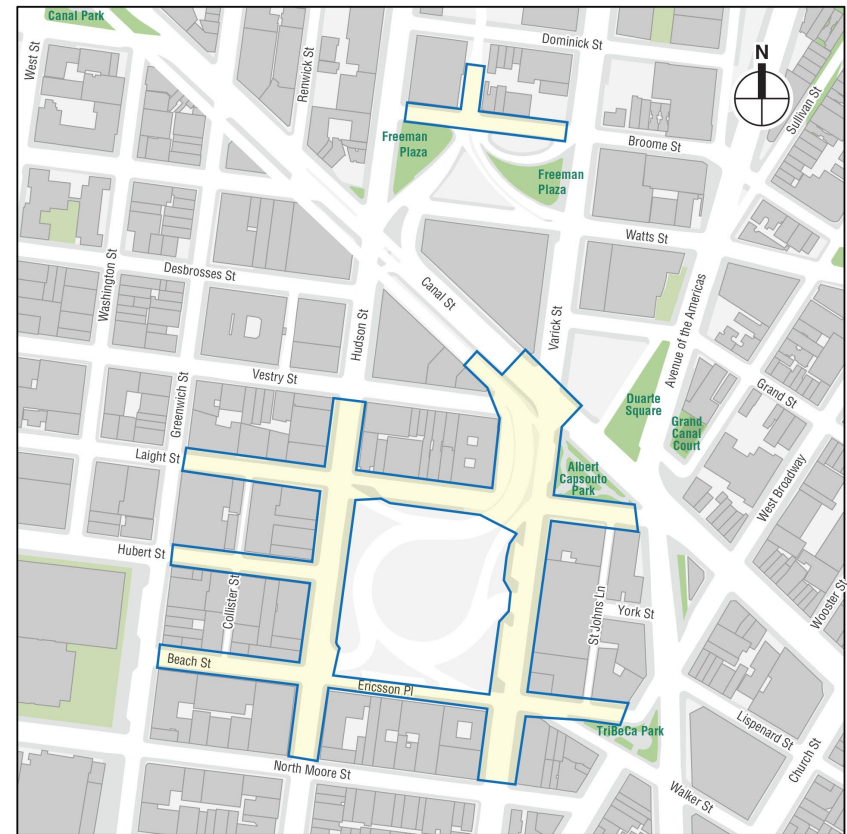 Canal Park
West St
Renwick St
Dominick St
N
Sullivan St
Freeman
Plaza
Freeman
Plaza
Broome St
Watts St
Washington St
Desbrosses St
Canal St
Hudson St
Varick St
Avenue of the Americas
Vestry St
Greenwich St
Duarte
Square
Grand St
Grand
Canal
Court
Laight St
Albert
Capsouto
Park
West Broadway
Hubert St
Collister St
St Johns Ln
York St
Wooster St
Beach St
Ericsson Pl
TriBeCa Park
Lispenard St
Church St
North Moore St
Walker St